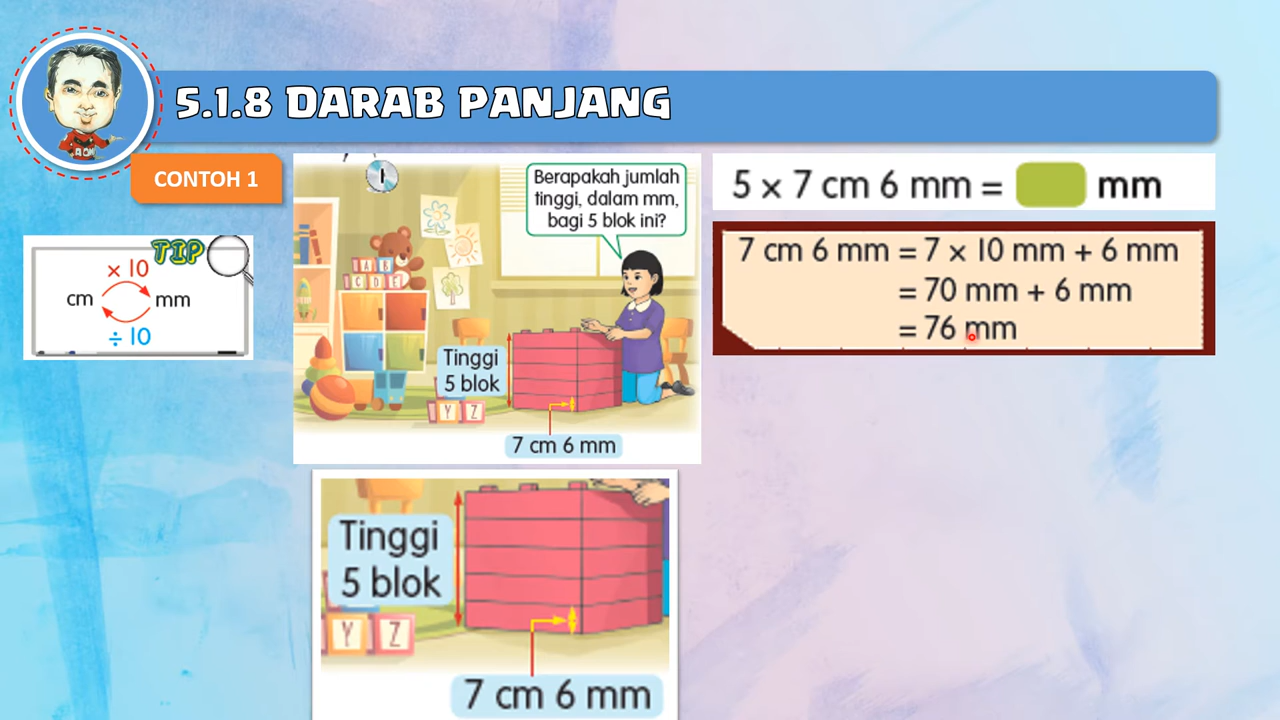 5.1.8 DARAB PANJANG
CONTOH 1
TIP
× 10
cm mm
÷ 10
Berapakah jumlah
tinggi, dalam mm,
bagi 5 blok ini?
A B
C D E
Tinggi
5 blok
Y Z
7 cm 6 mm
5 × 7 cm 6 mm = mm
7 cm 6 mm = 7 × 10 mm + 6 mm
= 70 mm + 6 mm
= 76 mm
Tinggi
5 blok
Y Z
7 cm 6 mm